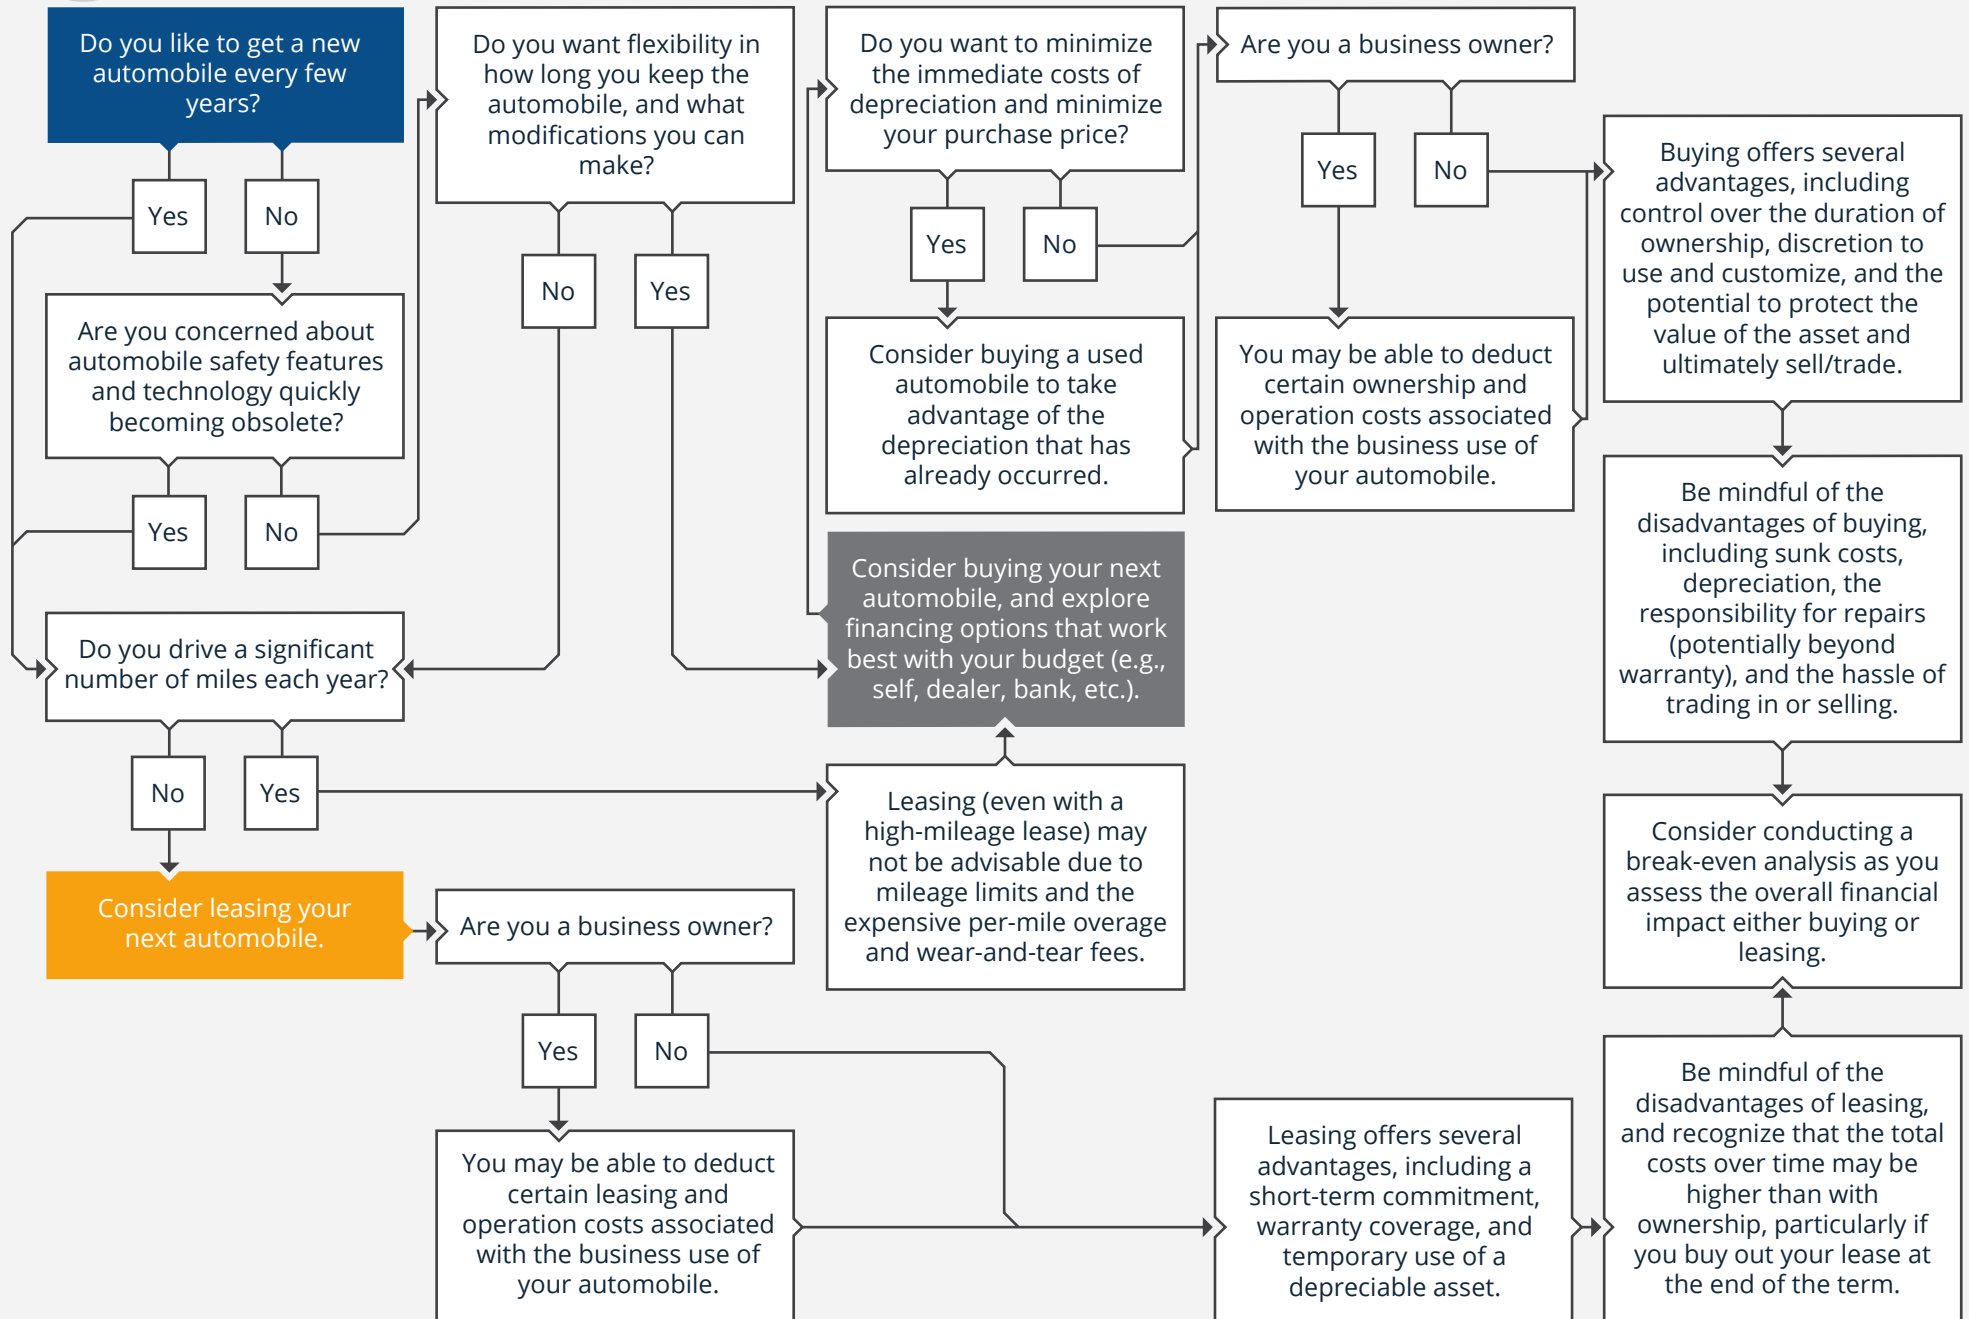 Do you like to get a new
automobile every few
years?
Yes
No
Are you concerned about
automobile safety features
and technology quickly
becoming obsolete?
Yes
No
Do you drive a significant
number of miles each year?
No
Yes
Consider leasing your
next automobile.
Do you want flexibility in
how long you keep the
automobile, and what
modifications you can
make?
No
Yes
Are you a business owner?
Yes
No
You may be able to deduct
certain leasing and
operation costs associated
with the business use of
your automobile.
Do you want to minimize
the immediate costs of
depreciation and minimize
your purchase price?
Yes
No
Consider buying a used
automobile to take
advantage of the
depreciation that has
already occurred.
Consider buying your next
automobile, and explore
financing options that work
best with your budget (e.g.,
self, dealer, bank, etc.).
Leasing (even with a
high-mileage lease) may
not be advisable due to
mileage limits and the
expensive per-mile overage
and wear-and-tear fees.
Are you a business owner?
Yes
No
You may be able to deduct
certain ownership and
operation costs associated
with the business use of
your automobile.
Leasing offers several
advantages, including a
short-term commitment,
warranty coverage, and
temporary use of a
depreciable asset.
Buying offers several
advantages, including
control over the duration of
ownership, discretion to
use and customize, and the
potential to protect the
value of the asset and
ultimately sell/trade.
Be mindful of the
disadvantages of buying,
including sunk costs,
depreciation, the
responsibility for repairs
(potentially beyond
warranty), and the hassle of
trading in or selling.
Consider conducting a
break-even analysis as you
assess the overall financial
impact either buying or
leasing.
Be mindful of the
disadvantages of leasing,
and recognize that the total
costs over time may be
higher than with
ownership, particularly if
you buy out your lease at
the end of the term.